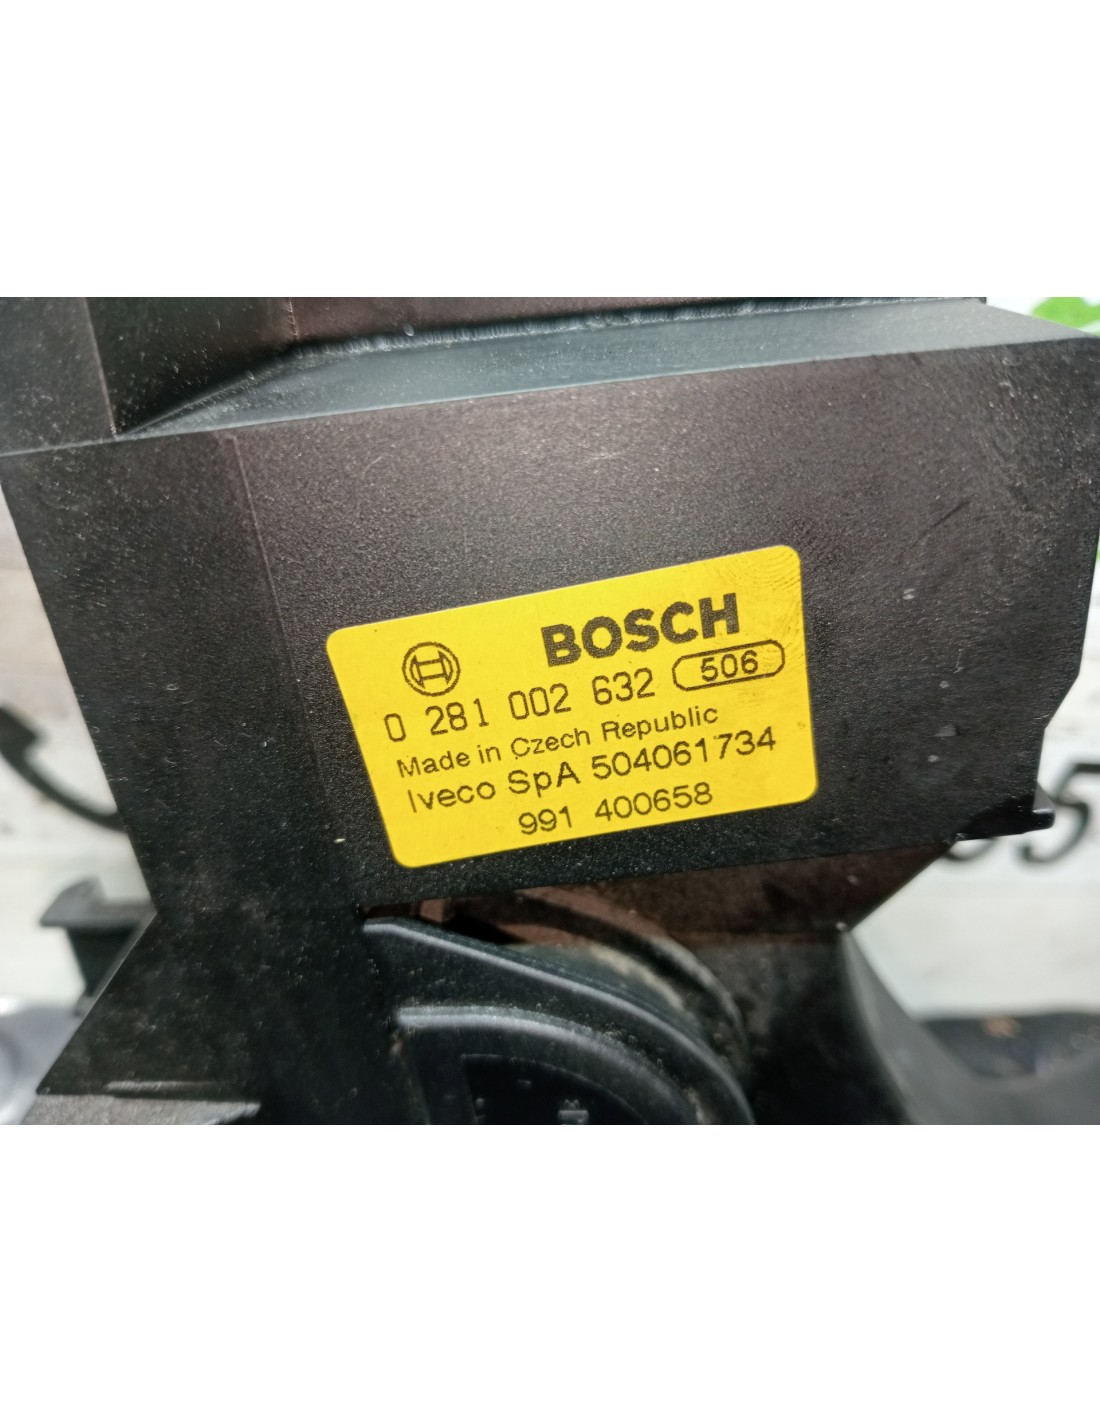 BOSCH
0 281 002 632 506
Made in Czech Republic
Iveco SpA 504061734
991 400658